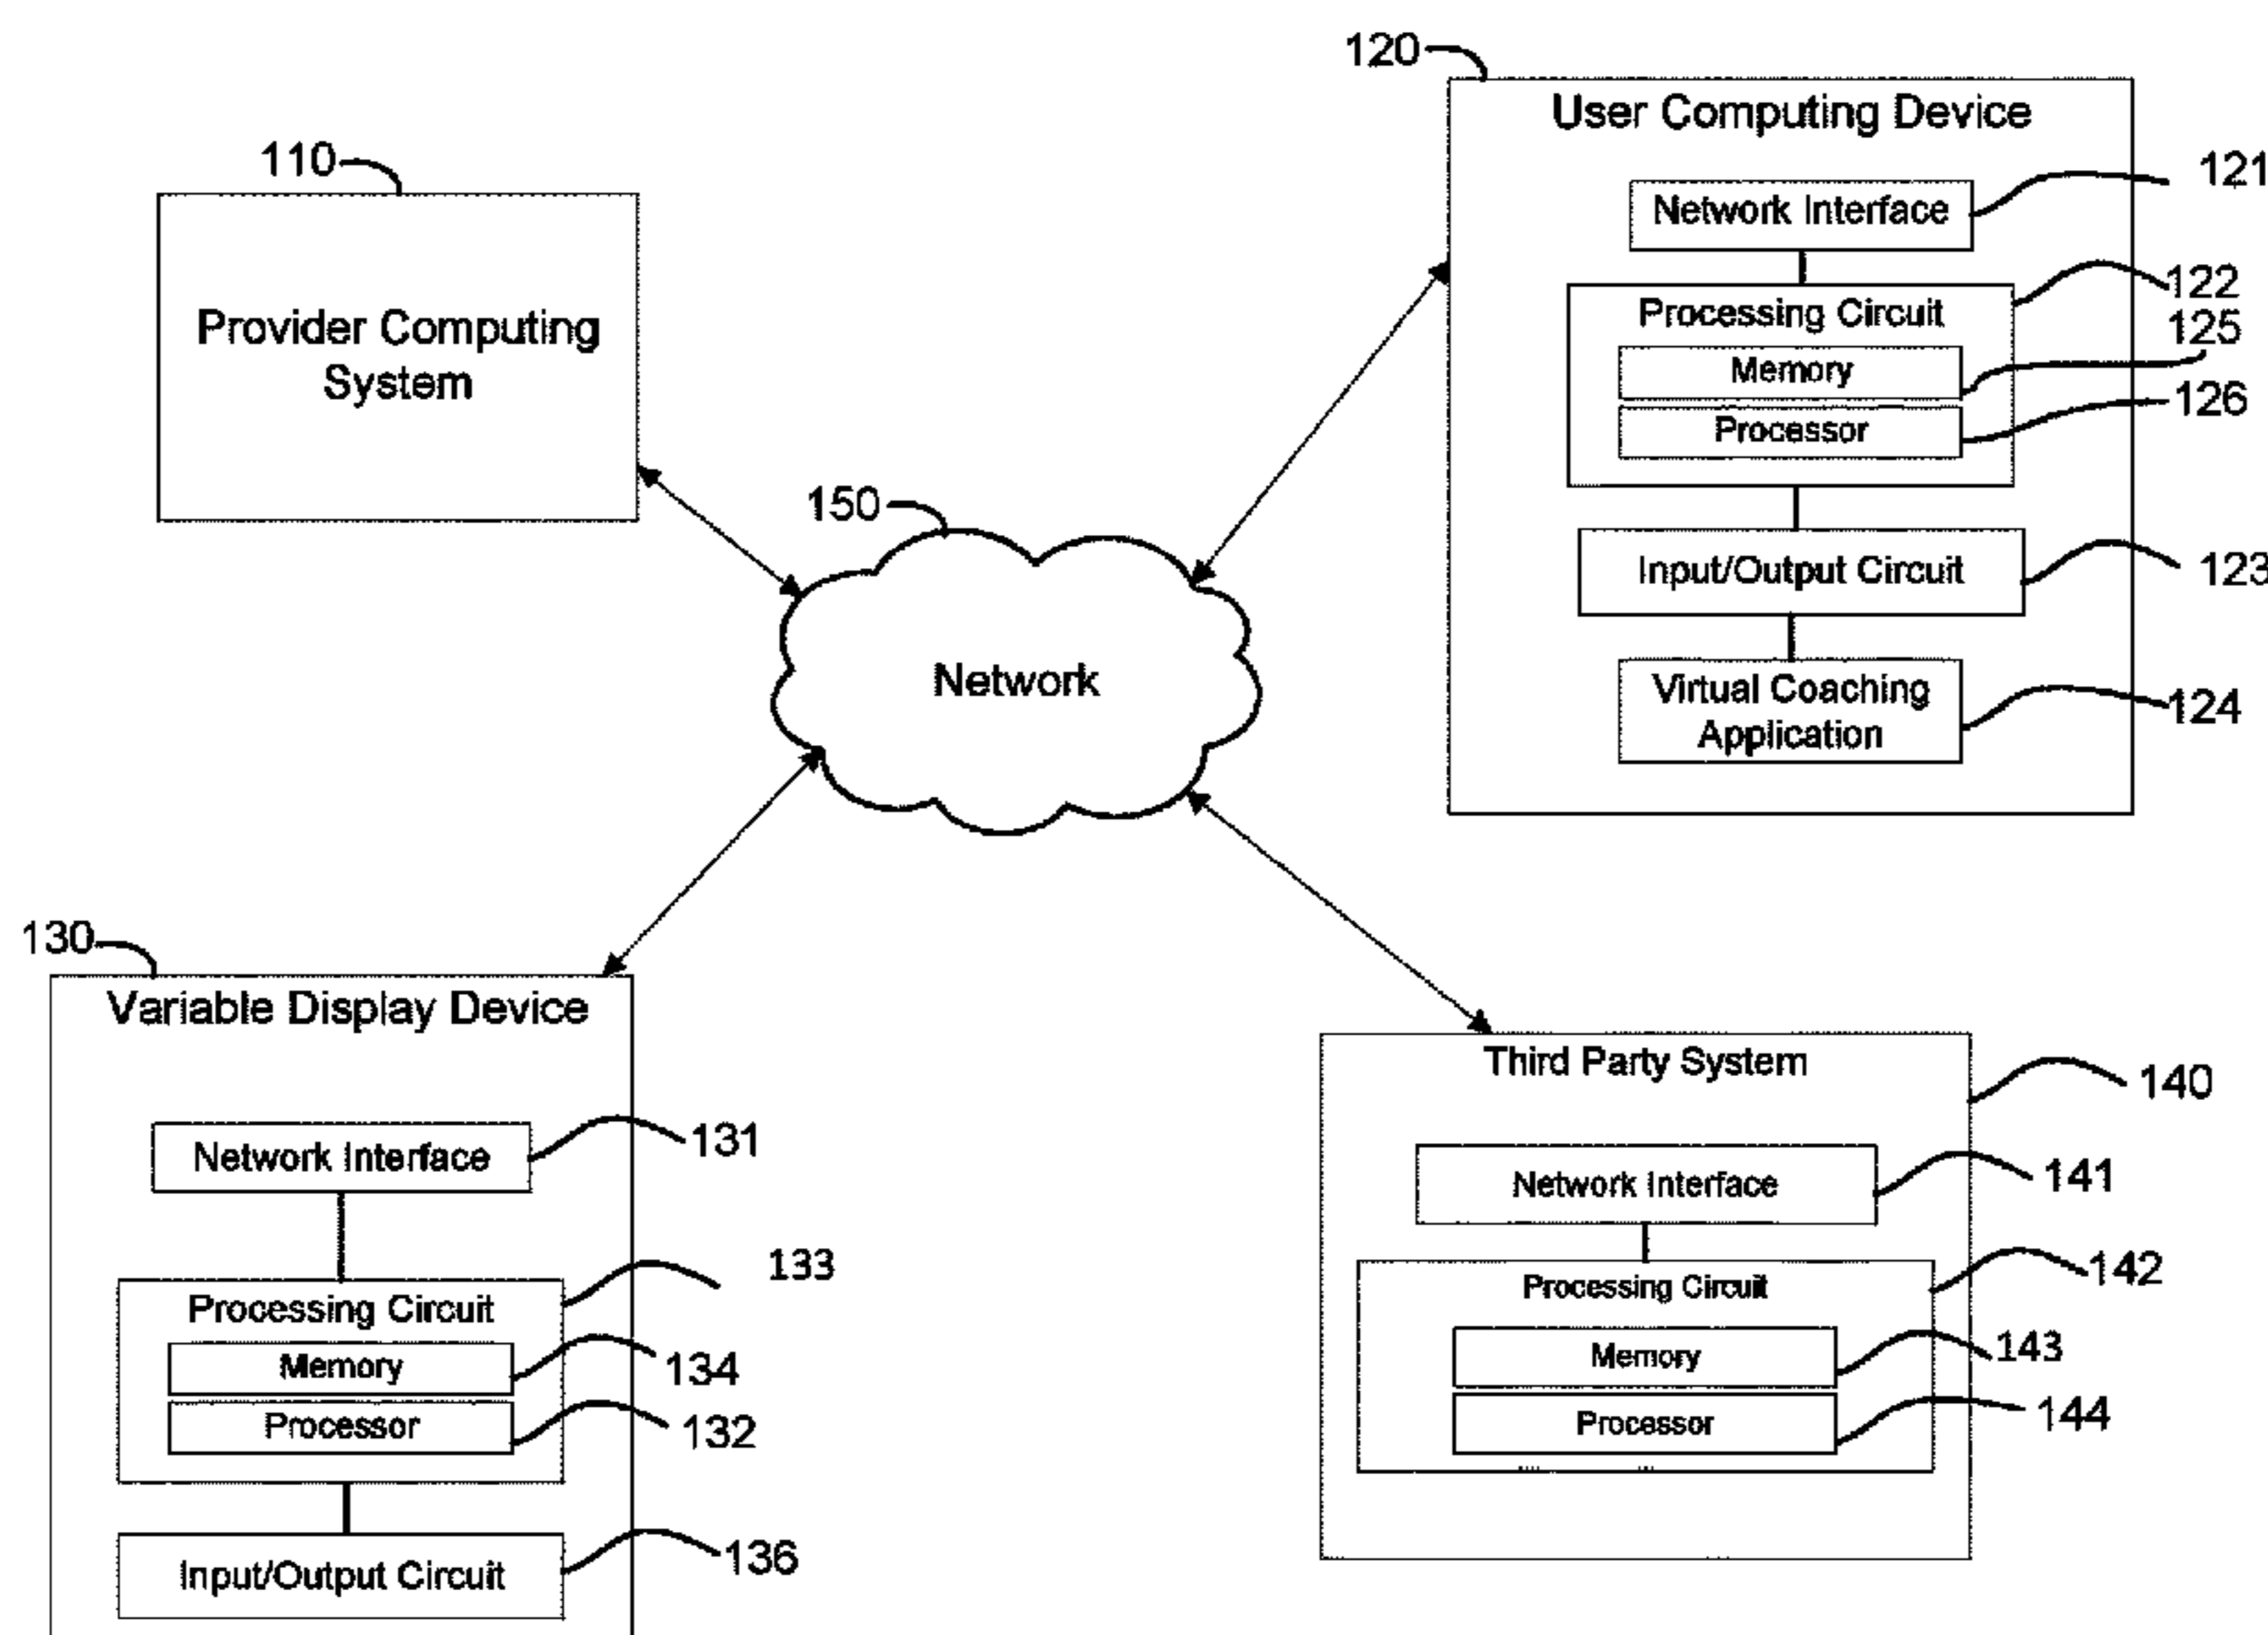 110
Provider Computing
System
120
User Computing Device
Network Interface
121
Processing Circuit
122
Memory
125
Processor
126
Input/Output Circuit
123
Virtual Coaching
Application
124
150
Network
130
Variable Display Device
Network Interface
131
Processing Circuit
133
Memory
134
Processor
132
Input/Output Circuit
136
Third Party System
140
Network Interface
141
Processing Circuit
142
Memory
143
Processor
144